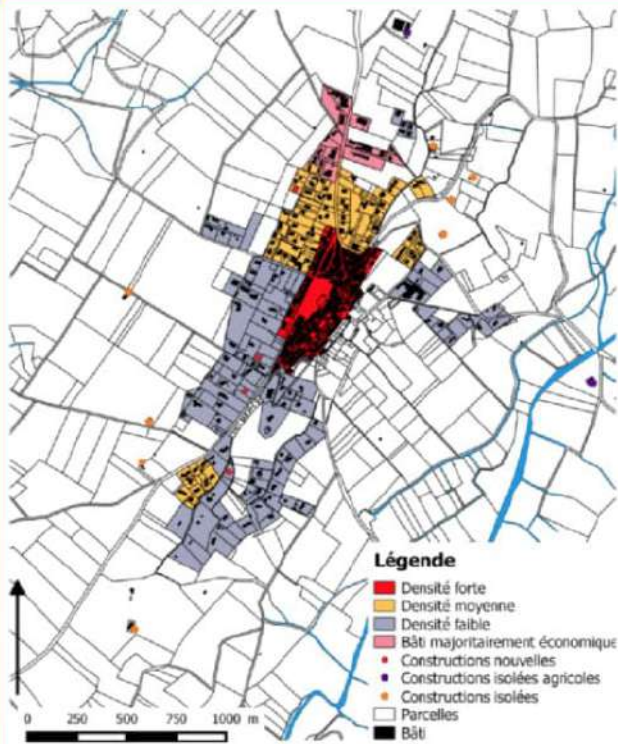 Légende
Densité forte
Densité moyenne
Densité faible
Bâti majoritairement économique
Constructions nouvelles
Constructions isolées agricoles
Constructions isolées
Parcelles
Bâti
0 250 500 750 1000 m